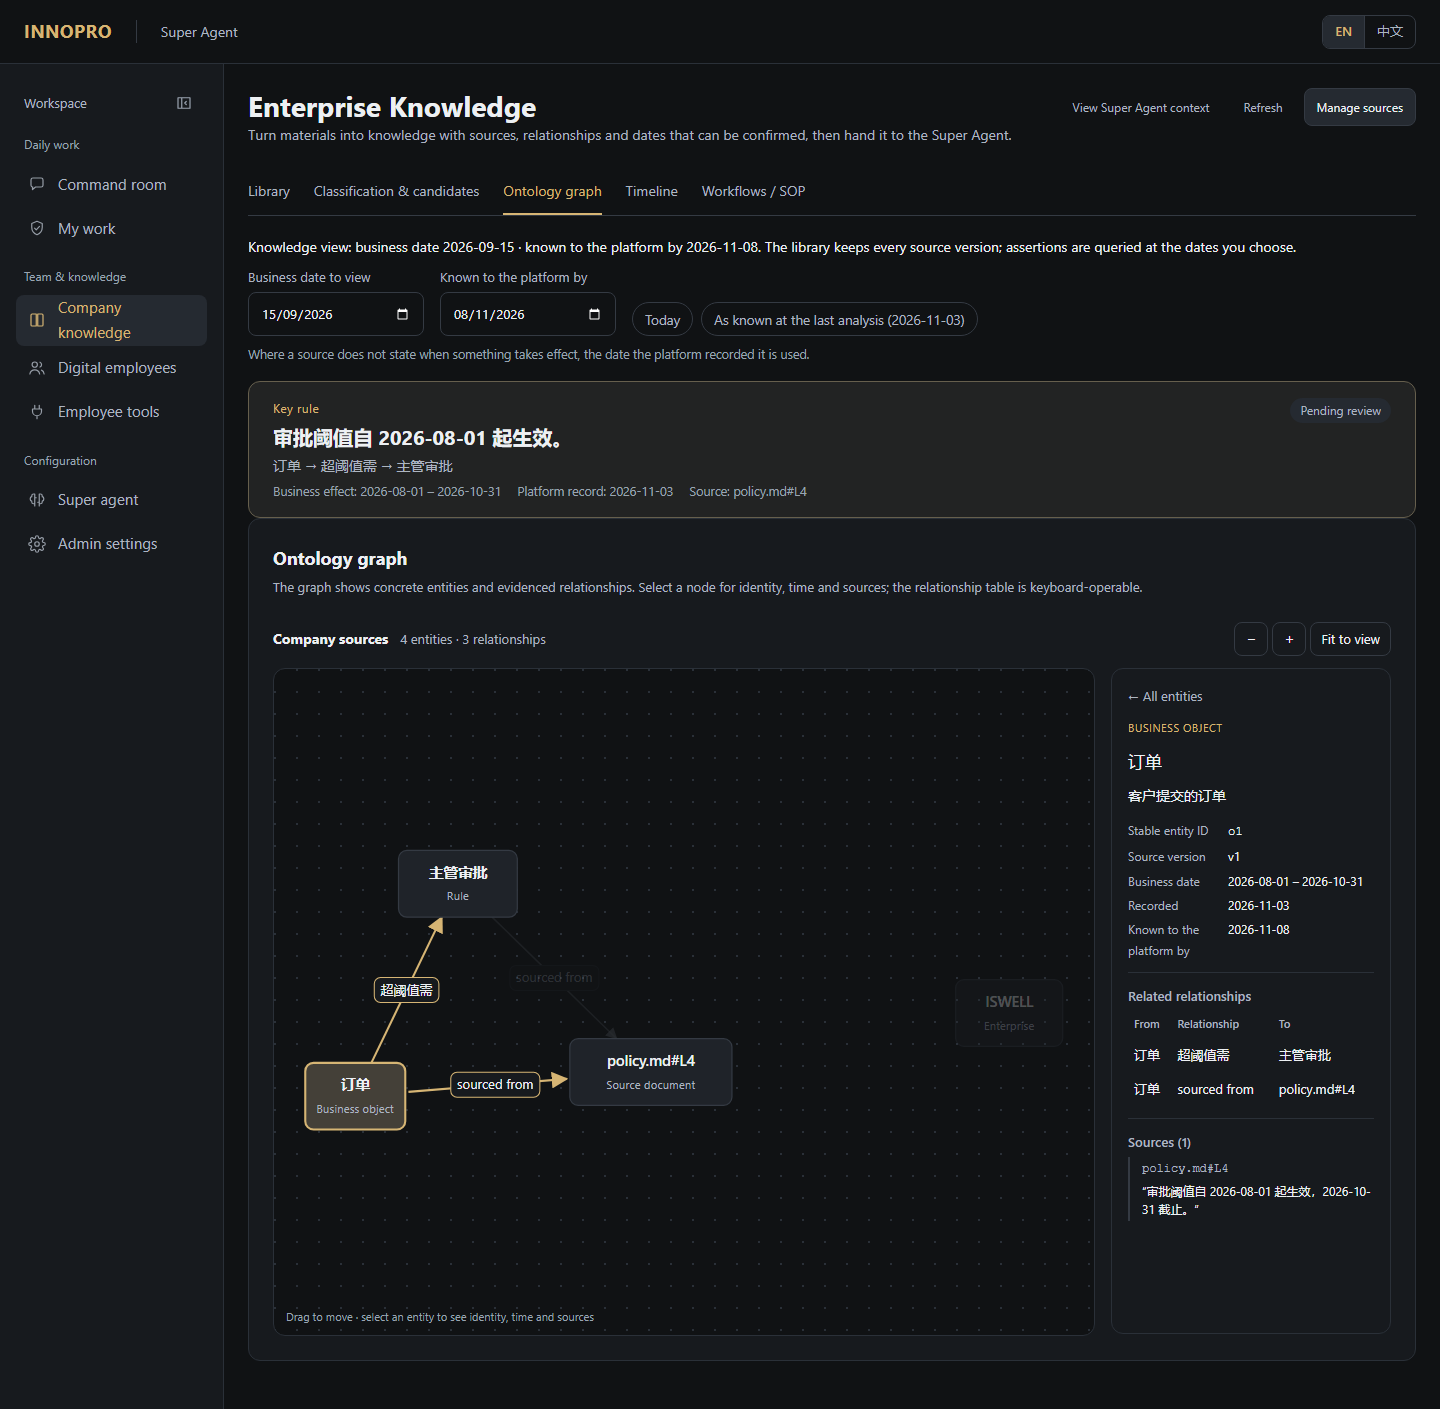 INNOPRO
Super Agent
EN
中文
Workspace
Daily work
Command room
My work
Team & knowledge
Company
knowledge
Digital employees
Employee tools
Configuration
Super agent
Admin settings
Enterprise Knowledge
Turn materials into knowledge with sources, relationships and dates that can be confirmed, then hand it to the Super Agent.
View Super Agent context
Refresh
Manage sources
Library
Classification & candidates
Ontology graph
Timeline
Workflows / SOP
Knowledge view: business date 2026-09-15 · known to the platform by 2026-11-08. The library keeps every source version; assertions are queried at the dates you choose.
Business date to view
Known to the platform by
15/09/2026
08/11/2026
Today
As known at the last analysis (2026-11-03)
Where a source does not state when something takes effect, the date the platform recorded it is used.
Key rule
Pending review
审批阈值自 2026-08-01 起生效。
订单 → 超阈值需 → 主管审批
Business effect: 2026-08-01 – 2026-10-31
Platform record: 2026-11-03
Source: policy.md#L4
Ontology graph
The graph shows concrete entities and evidenced relationships. Select a node for identity, time and sources; the relationship table is keyboard-operable.
Company sources
4 entities · 3 relationships
−
+
Fit to view
主管审批
Rule
sourced from
超阈值需
ISWELL
Enterprise
policy.md#L4
Source document
订单
Business object
sourced from
Drag to move · select an entity to see identity, time and sources
← All entities
BUSINESS OBJECT
订单
客户提交的订单
Stable entity ID o1
Source version v1
Business date 2026-08-01 – 2026-10-31
Recorded 2026-11-03
Known to the 2026-11-08
platform by
Related relationships
From Relationship To
订单 超阈值需 主管审批
订单 sourced from policy.md#L4
Sources (1)
policy.md#L4
“审批阈值自 2026-08-01 起生效，2026-10-
31 截止。”